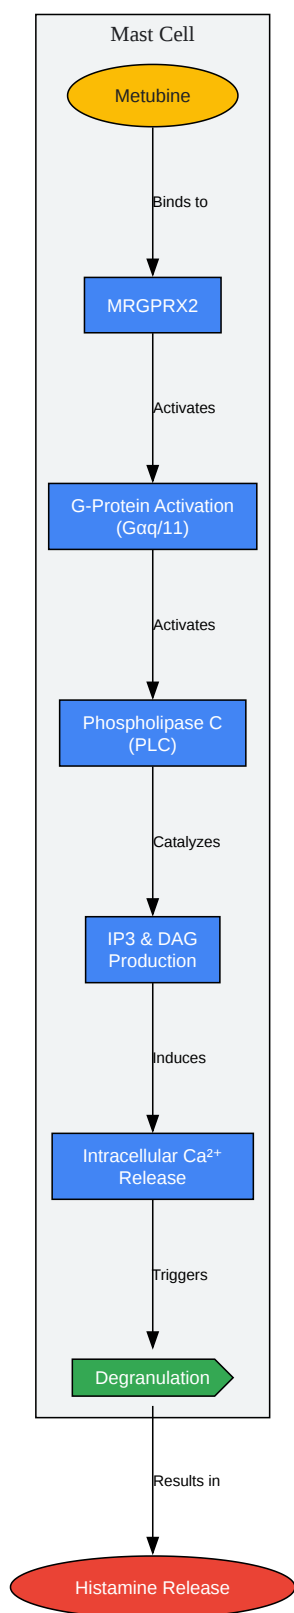 Mast Cell
Metubine
Binds to
MRGPRX2
Activates
G-Protein Activation
(Gαq/11)
Activates
Phospholipase C
(PLC)
Catalyzes
IP3 & DAG
Production
Induces
Intracellular Ca²⁺
Release
Triggers
Degranulation
Results in
Histamine Release